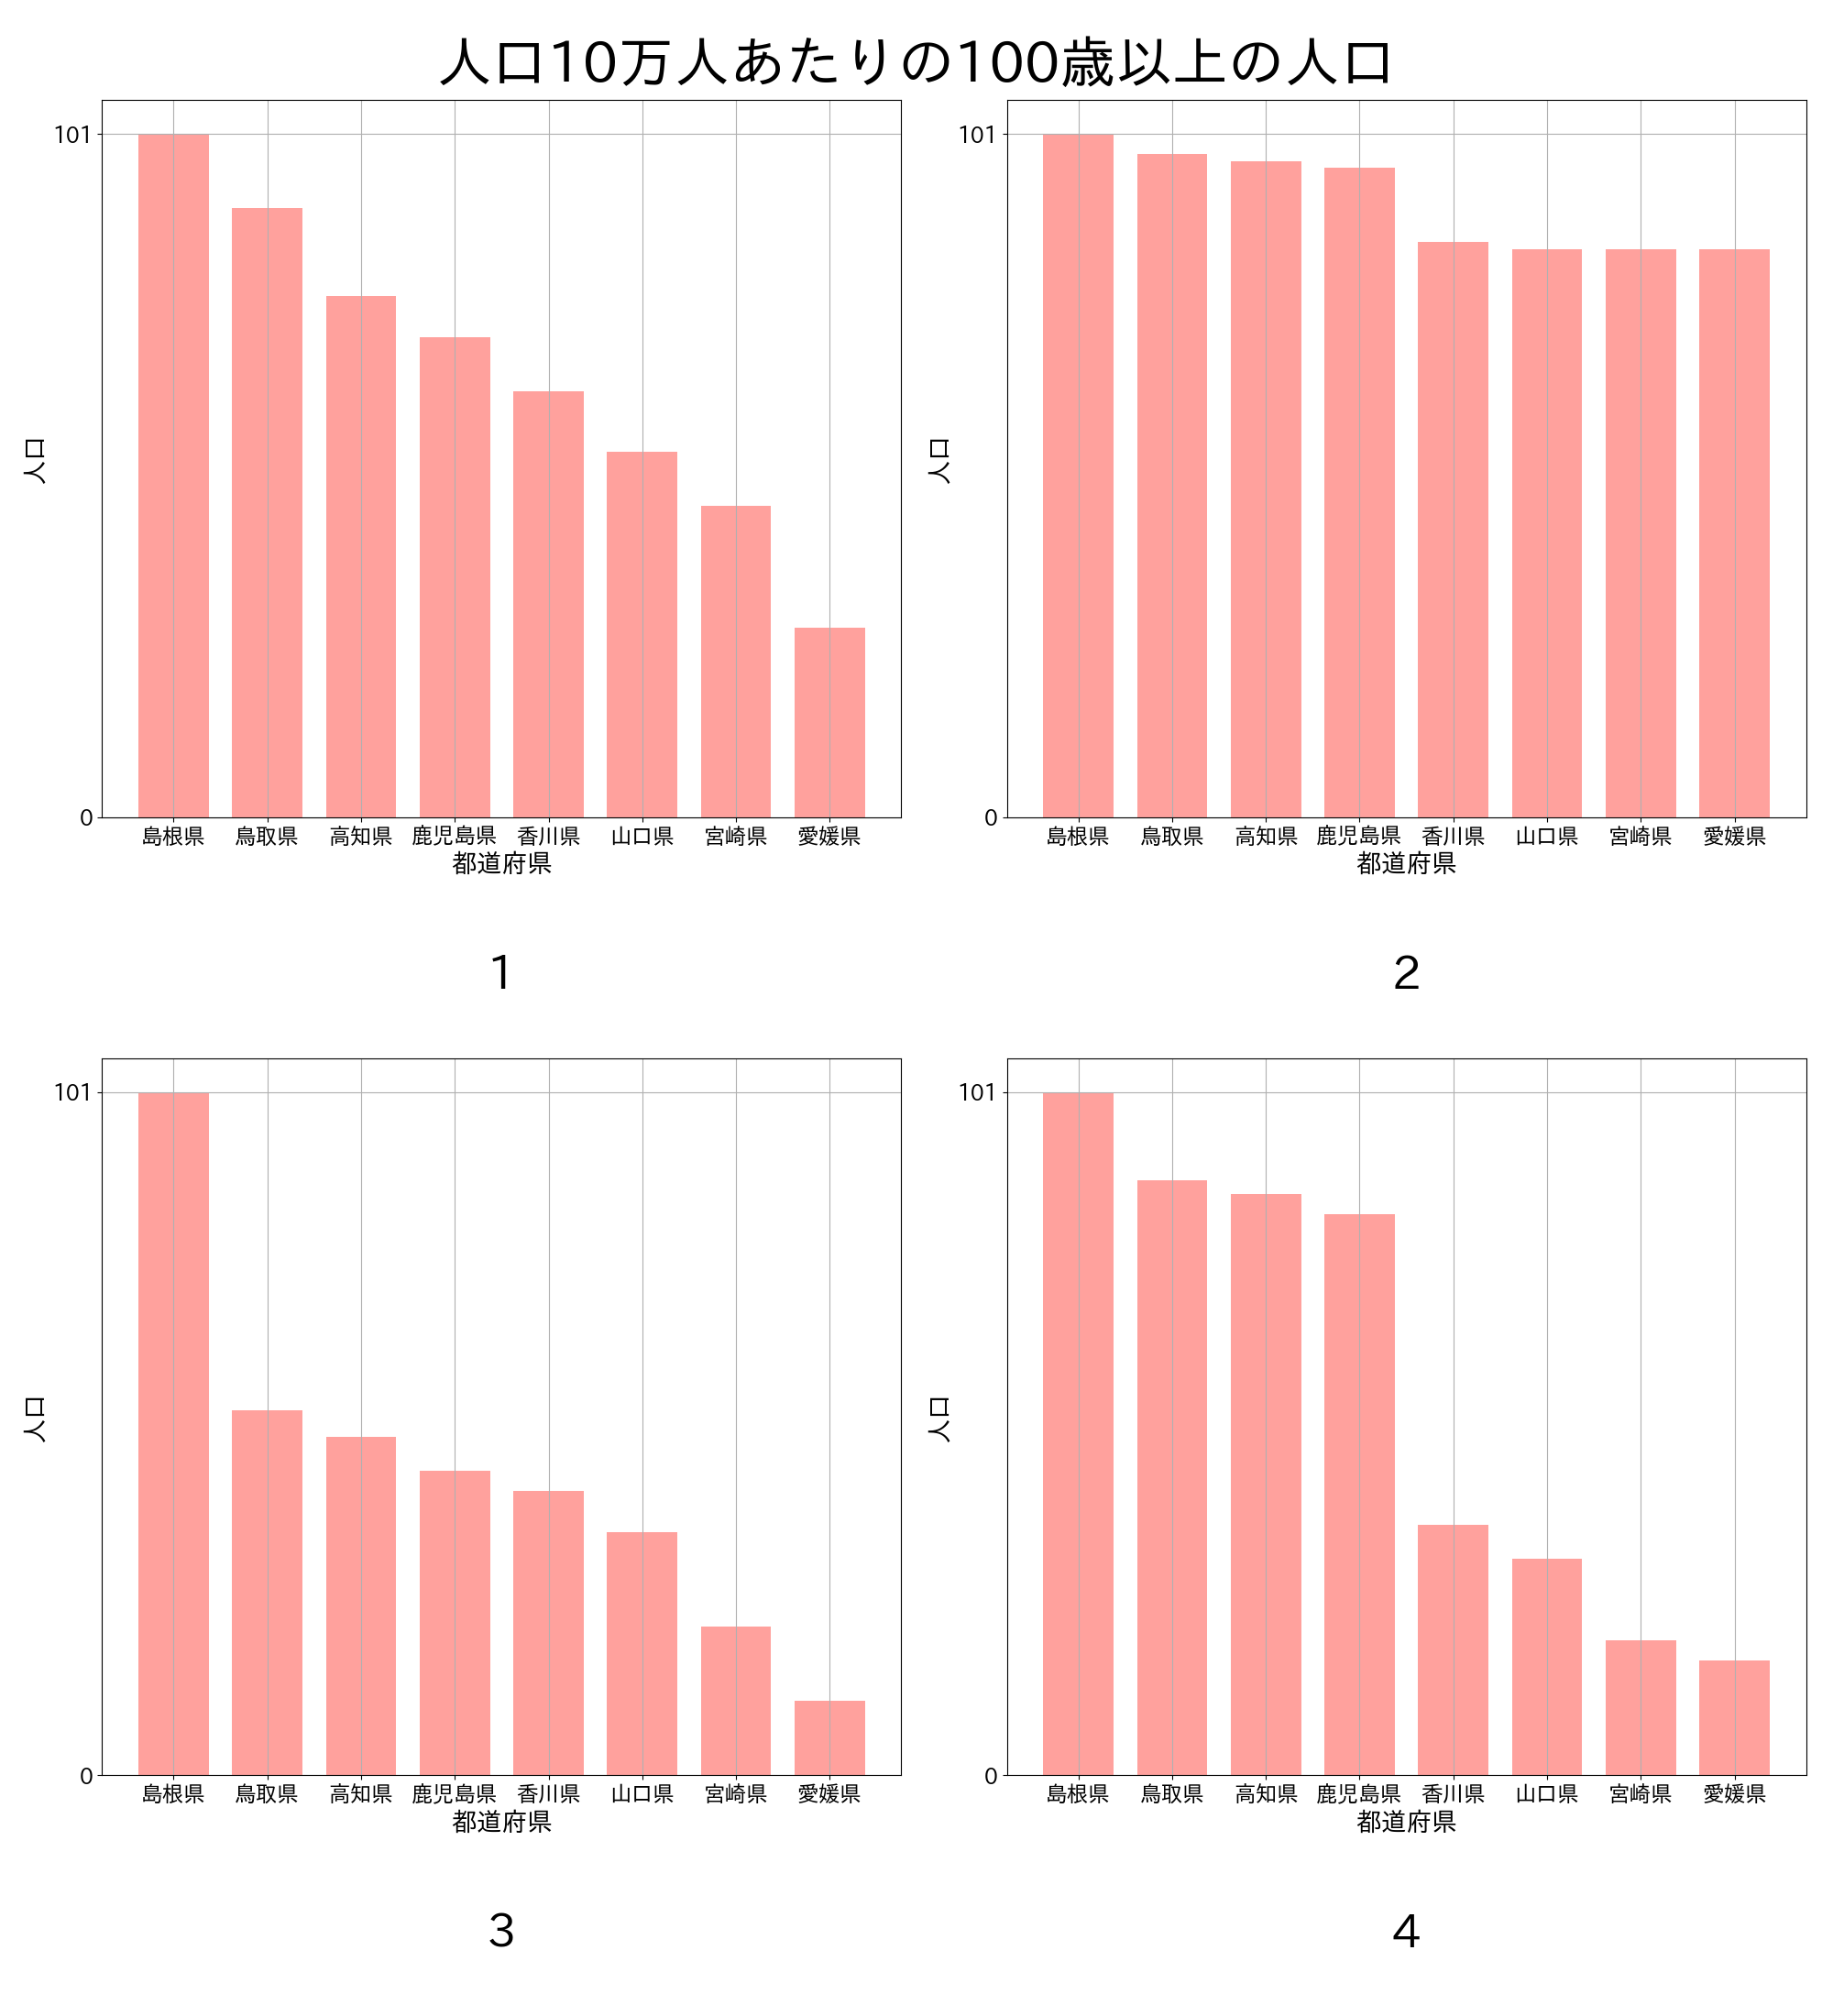 人口10万人あたりの100歳以上の人口
101
0
人口
島根県 鳥取県 高知県 鹿児島県 香川県 山口県 宮崎県 愛媛県
都道府県
1
101
0
人口
島根県 鳥取県 高知県 鹿児島県 香川県 山口県 宮崎県 愛媛県
都道府県
2
101
0
人口
島根県 鳥取県 高知県 鹿児島県 香川県 山口県 宮崎県 愛媛県
都道府県
3
101
0
人口
島根県 鳥取県 高知県 鹿児島県 香川県 山口県 宮崎県 愛媛県
都道府県
4